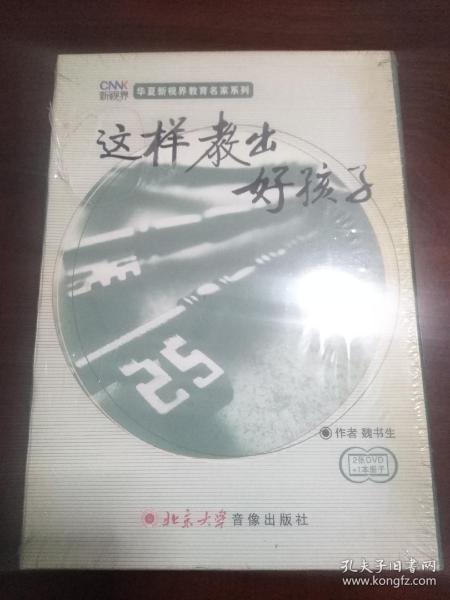 CNNK
新视界
华夏新视界教育名家系列
这样教出
好孩子
25
作者 魏书生
2张DVD
+1本册子
北京大学音像出版社
孔夫子旧书网
www.kongfz.com